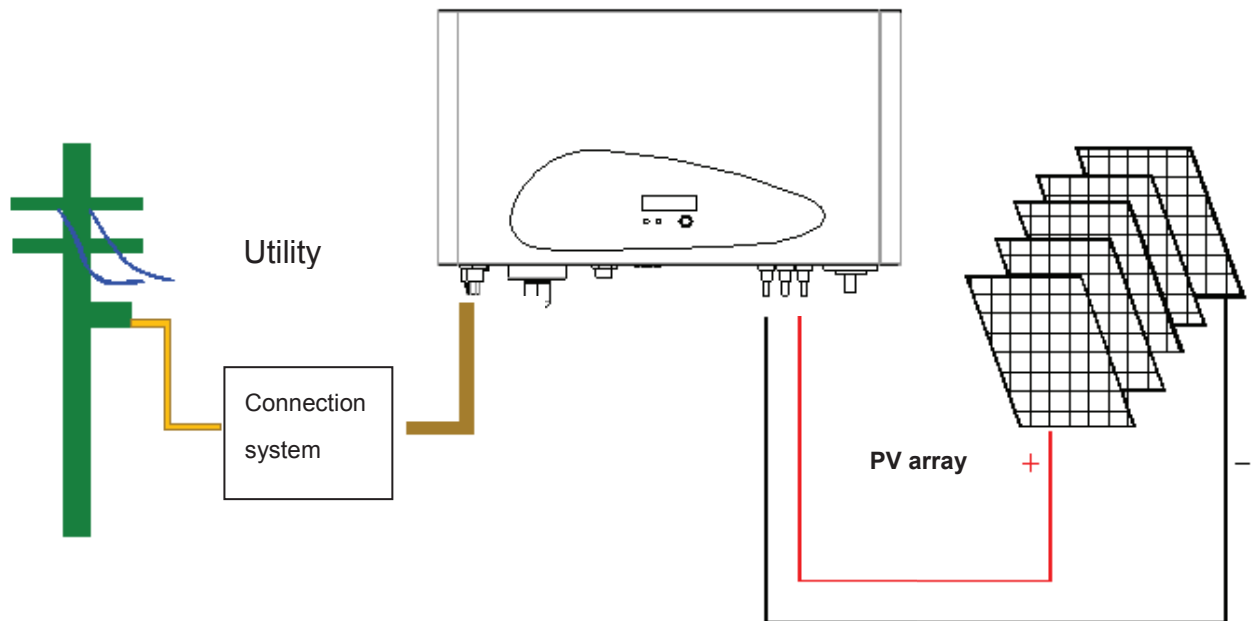 Utility
Connection
system
PV array
+
−